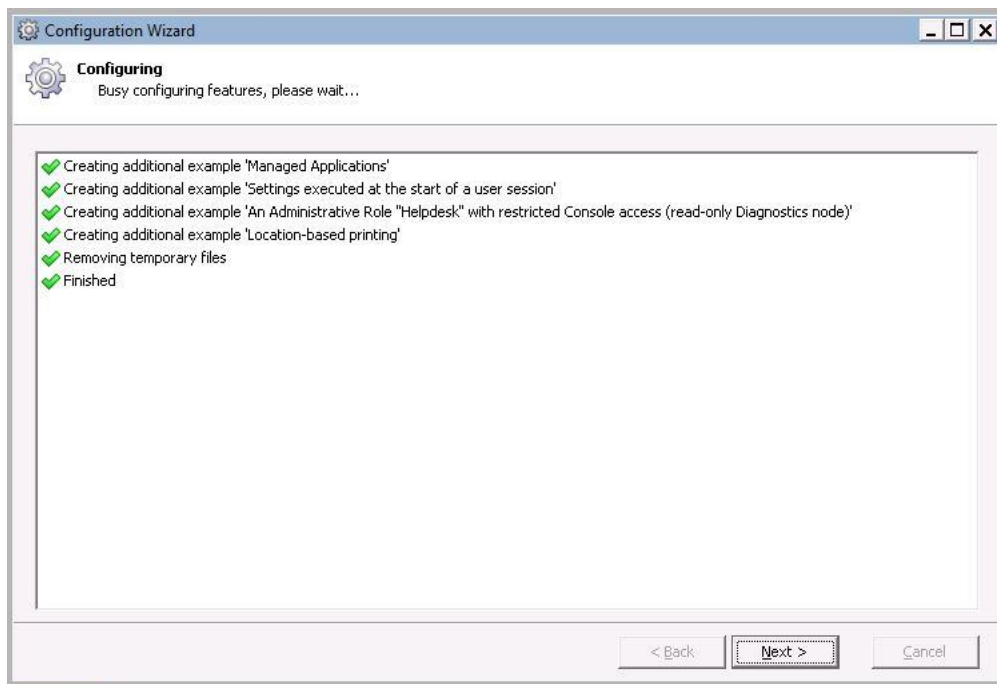 Configuration Wizard
Configuring
Busy configuring features, please wait...
Creating additional example 'Managed Applications'
Creating additional example 'Settings executed at the start of a user session'
Creating additional example 'An Administrative Role "Helpdesk" with restricted Console access (read-only Diagnostics node)'
Creating additional example 'Location-based printing'
Removing temporary files
Finished
< Back Next > Cancel